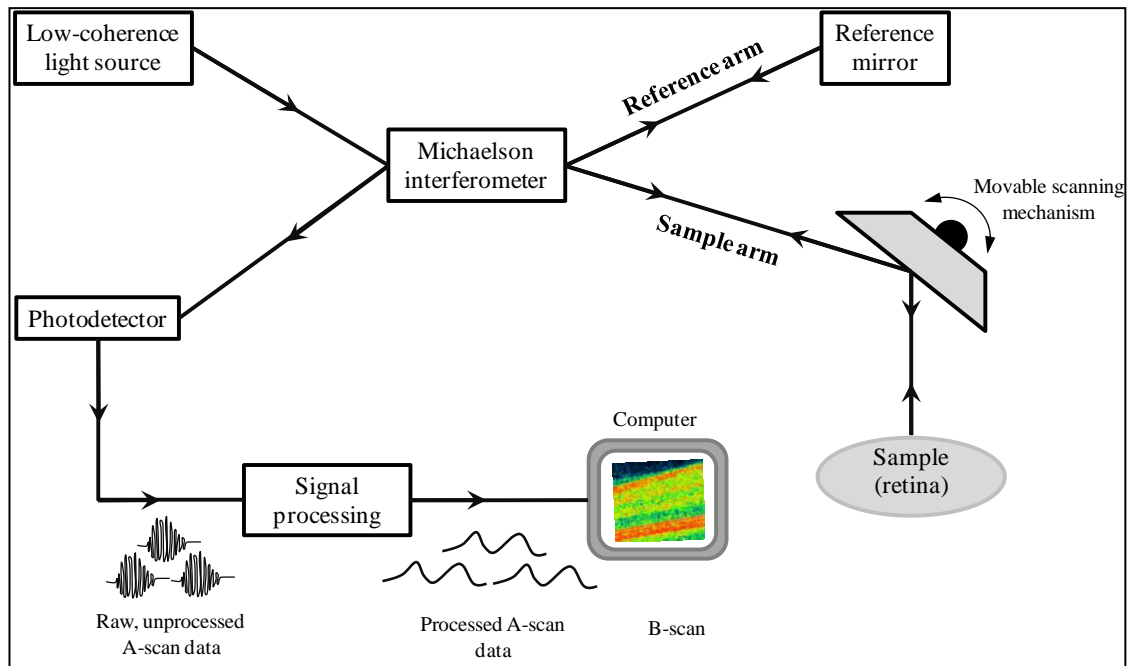 Low-coherence
light source
Reference arm
Reference
mirror
Michaelson
interferometer
Movable scanning
mechanism
Sample arm
Photodetector
Computer
Sample
(retina)
Signal
processing
Raw, unprocessed
A-scan data
Processed A-scan
data
B-scan